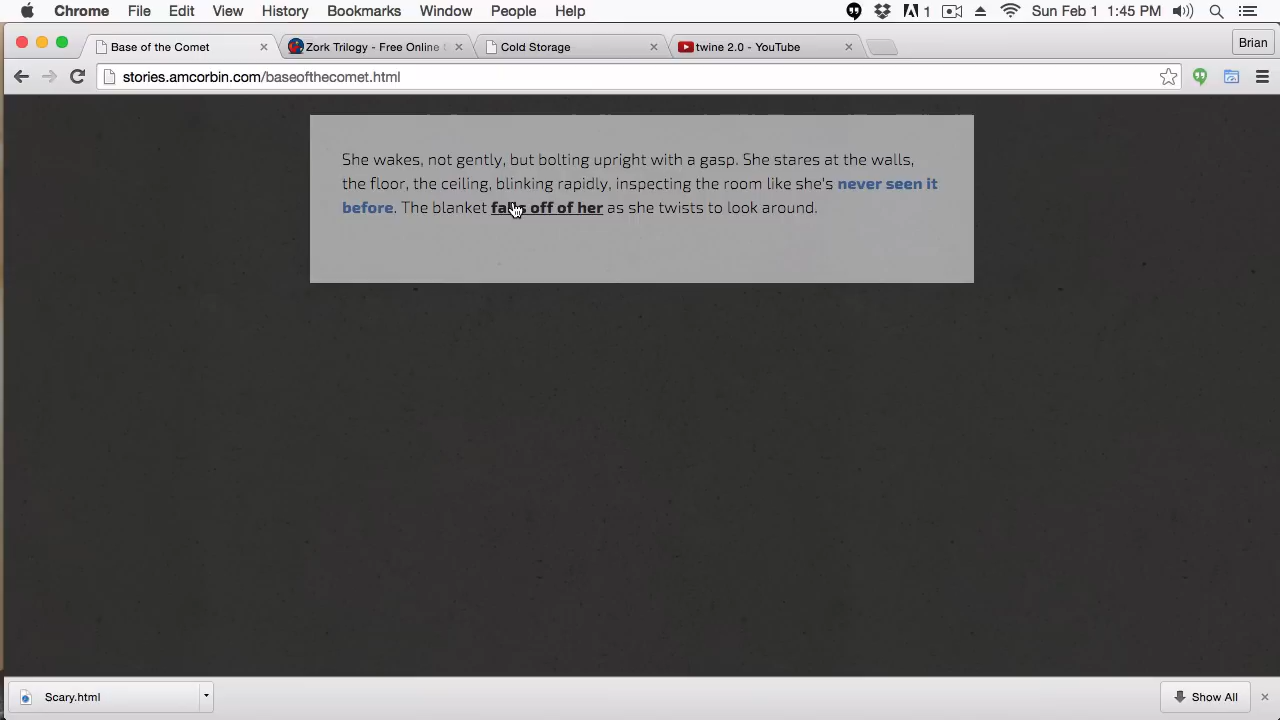 Chrome File Edit View History Bookmarks Window People Help 1 Sun Feb 1 1:45 PM
Base of the Comet Zork Trilogy - Free Online Cold Storage twine 2.0 - YouTube Brian
stories.amcorbin.com/baseofthecomet.html
She wakes, not gently, but bolting upright with a gasp. She stares at the walls,
the floor, the ceiling, blinking rapidly, inspecting the room like she's never seen it
before. The blanket falls off of her as she twists to look around.
Scary.html Show All